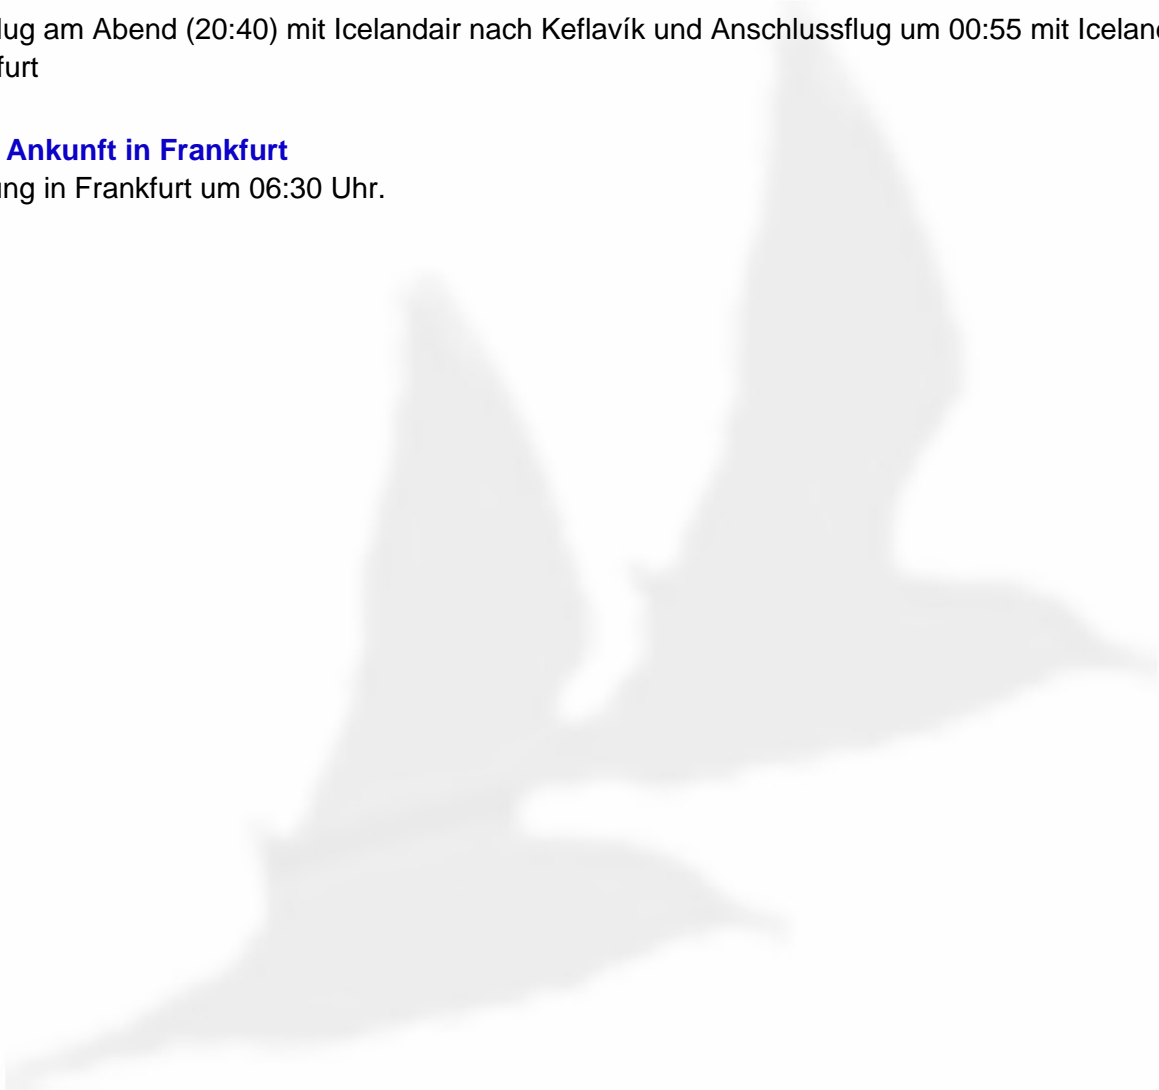 lug am Abend (20:40) mit Icelandair nach Keflavík und Anschlussflug um 00:55 mit Iceland
furt
Ankunft in Frankfurt
ung in Frankfurt um 06:30 Uhr.